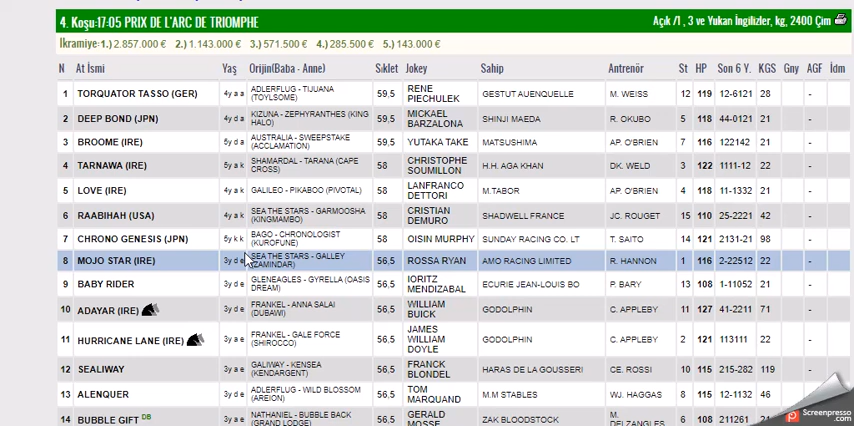 4. Koşu:17:05 PRIX DE L'ARC DE TRIOMPHE Açık /1 , 3 ve Yukarı İngilizler, kg, 2400 Çim
İkramiye:1.) 2.857.000 € 2.) 1.143.000 € 3.) 571.500 € 4.) 285.500 € 5.) 143.000 €
N At İsmi Yaş Orijin(Baba - Anne) Sıklet Jokey Sahip Antrenör St HP Son 6 Y. KGS Gny AGF İdm
1 TORQUATOR TASSO (GER) 4y a a ADLERFLUG - TIJUANA (TOYLSOME) 59,5 RENE PIECHULEK GESTUT AUENQUELLE M. WEISS 12 119 12-6121 28 -
2 DEEP BOND (JPN) 4y d a KIZUNA - ZEPHYRANTHES (KING HALO) 59,5 MICKAEL BARZALONA SHINJI MAEDA R. OKUBO 5 118 44-0121 21 -
3 BROOME (IRE) 5y d a AUSTRALIA - SWEEPSTAKE (ACCLAMATION) 59,5 YUTAKA TAKE MATSUSHIMA AP. O'BRIEN 7 116 122142 21 -
4 TARNAWA (IRE) 5y a k SHAMARDAL - TARANA (CAPE CROSS) 58 CHRISTOPHE SOUMILLON H.H. AGA KHAN DK. WELD 3 122 1111-12 22 -
5 LOVE (IRE) 4y a k GALILEO - PIKABOO (PIVOTAL) 58 LANFRANCO DETTORI M.TABOR AP. O'BRIEN 4 118 11-1332 21 -
6 RAABIHAH (USA) 4y a k SEA THE STARS - GARMOOSHA (KINGMAMBO) 58 CRISTIAN DEMURO SHADWELL FRANCE JC. ROUGET 15 110 25-2221 42 -
7 CHRONO GENESIS (JPN) 5y k k BAGO - CHRONOLOGIST (KUROFUNE) 58 OISIN MURPHY SUNDAY RACING CO. LT T. SAITO 14 121 2131-21 98 -
8 MOJO STAR (IRE) 3y d e SEA THE STARS - GALLEY (ZAMINDAR) 56,5 ROSSA RYAN AMO RACING LIMITED R. HANNON 1 116 2-22512 22 -
9 BABY RIDER 3y d e GLENEAGLES - GYRELLA (OASIS DREAM) 56,5 IORITZ MENDIZABAL ECURIE JEAN-LOUIS BO P. BARY 13 108 1-11052 21 -
10 ADAYAR (IRE) 3y d e FRANKEL - ANNA SALAI (DUBAWI) 56,5 WILLIAM BUICK GODOLPHIN C. APPLEBY 11 127 41-2211 71 -
11 HURRICANE LANE (IRE) 3y a e FRANKEL - GALE FORCE (SHIROCCO) 56,5 JAMES WILLIAM DOYLE GODOLPHIN C. APPLEBY 2 121 113111 22 -
12 SEALIWAY 3y a e GALIWAY - KENSEA (KENDARGENT) 56,5 FRANCK BLONDEL HARAS DE LA GOUSSERI CE. ROSSI 10 115 215-282 119 -
13 ALENQUER 3y d e ADLERFLUG - WILD BLOSSOM (AREION) 56,5 TOM MARQUAND M.M STABLES WJ. HAGGAS 8 115 12-1132 46 -
14 BUBBLE GIFT DB 3y a e NATHANIEL - BUBBLE BACK (GRAND LODGE) 56,5 GERALD MOSSE ZAK BLOODSTOCK M. DELZANGLES 6 108 211261
Screenpresso.com